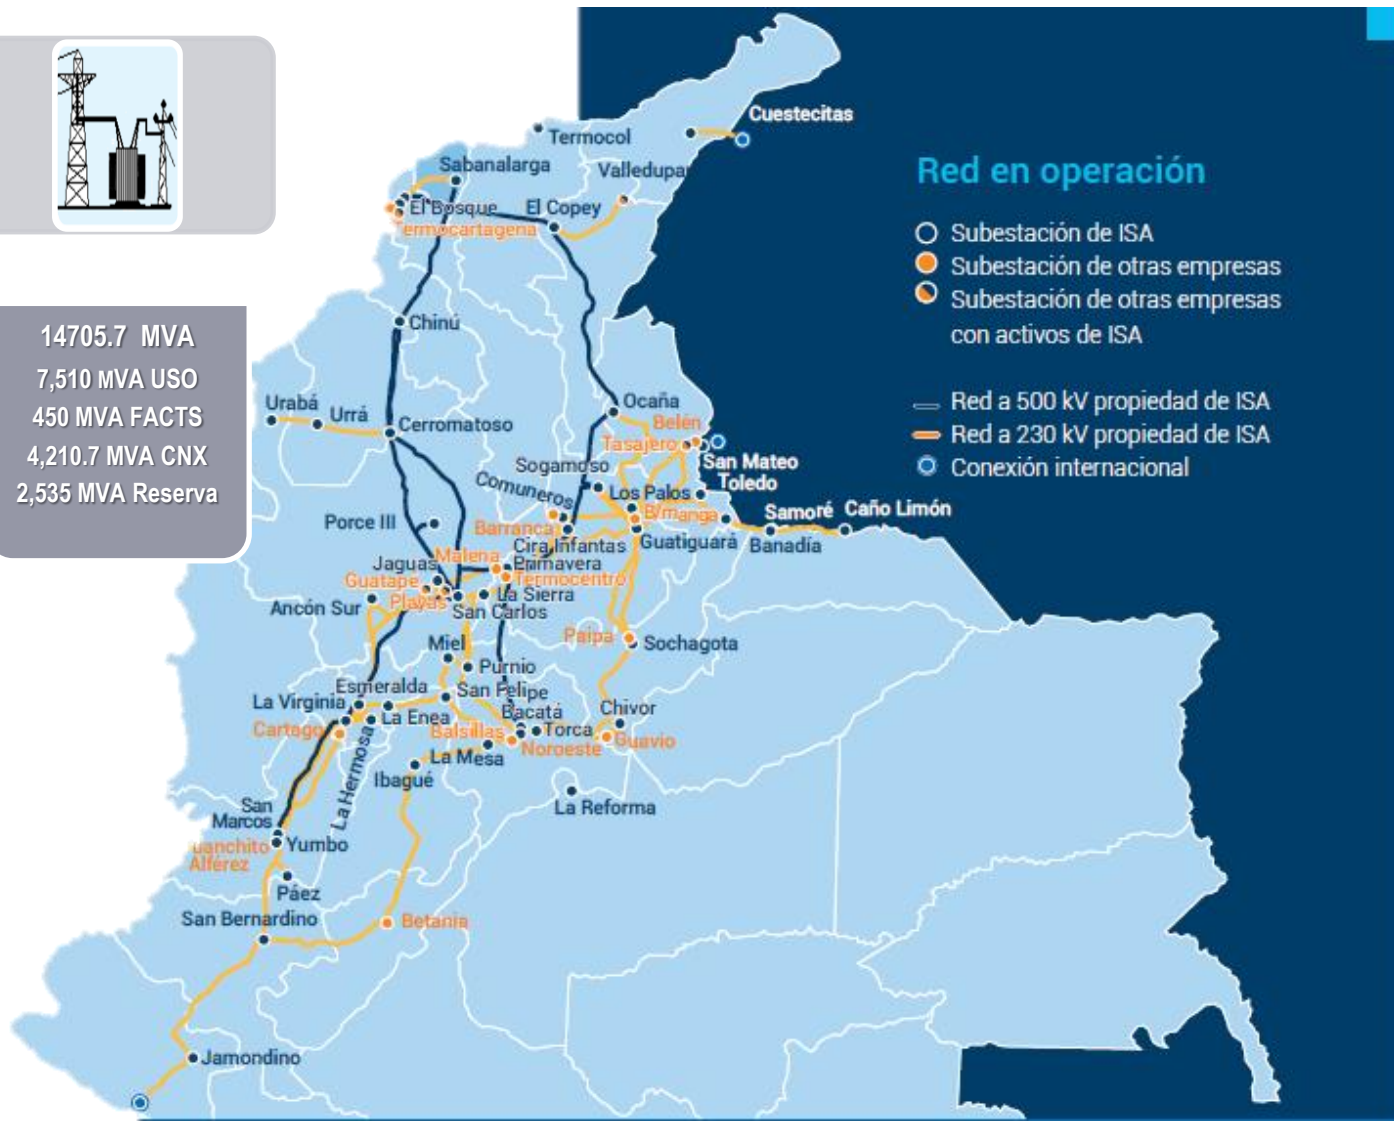 Cuestecitas
Termocol
Sabanalarga
Valledupa
El Bosque
El Copey
ermocartagena
Red en operación
Subestación de ISA
Subestación de otras empresas
Subestación de otras empresas
con activos de ISA
Red a 500 kV propiedad de ISA
Red a 230 kV propiedad de ISA
Conexión internacional
14705.7 MVA
7,510 MVA USO
450 MVA FACTS
4,210.7 MVA CNX
2,535 MVA Reserva
Chinú
Urabá
Urrá
Cerromatoso
Ocaña
Belén
Tasajero
San Mateo
Toledo
Sogamoso
Comuneros
Los Palos
B/manga
Samoré
Caño Limón
Porce III
Barranca
Cira Infantas
Guatiguará
Banadía
Malena
Primavera
Jaguas
Guatapé
Termocentro
Playas
La Sierra
Ancón Sur
San Carlos
Miel
Paipa
Sochagota
Purnio
Esmeralda
San Felipe
La Virginia
La Enea
Bacatá
Chivor
Cartago
Balsillas
Torca
Guavio
Noroeste
La Hermosa
La Mesa
Ibagué
La Reforma
San
Marcos
Yumbo
uanchito
Alférez
Páez
San Bernardino
Betania
Jamondino